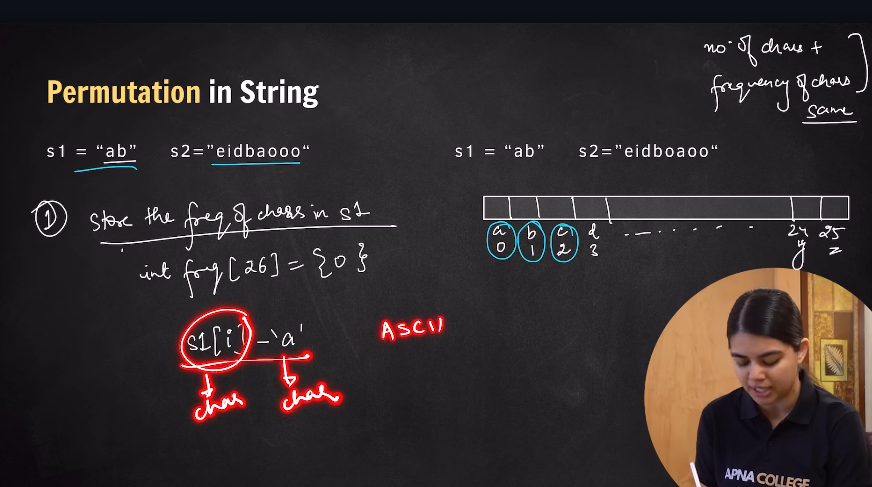 no. of chars +
frequency of chars
same
Permutation in String
s1 = "ab" s2="eidbaooo"
s1 = "ab" s2="eidboaoo"
1 Store the freq of chars in s1
int freq[26] = {0}
s1[i] - 'a'
char char
ASCII
a b c d 24 25
0 1 2 3 y z
APNA COLLEGE